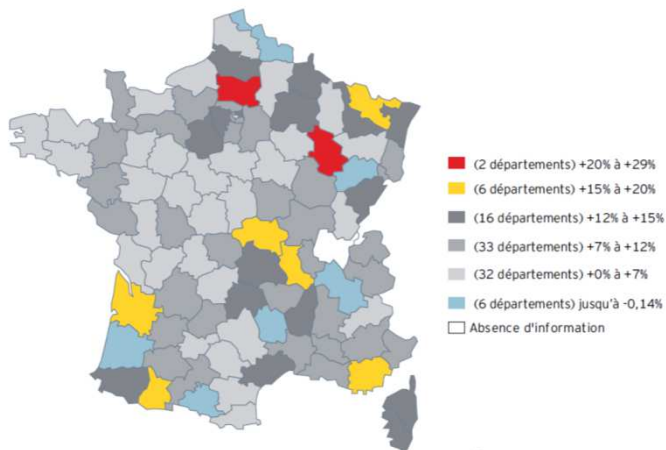 (2 départements) +20% à +29%
(6 départements) +15% à +20%
(16 départements) +12% à +15%
(33 départements) +7% à +12%
(32 départements) +0% à +7%
(6 départements) jusqu'à -0,14%
Absence d'information